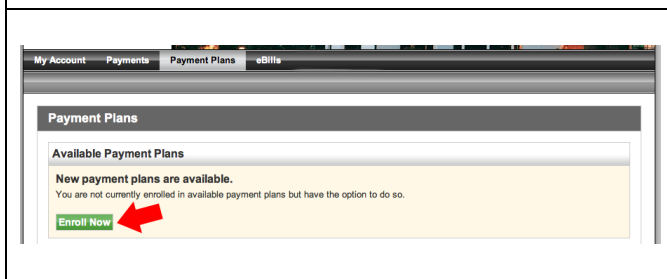 My Account Payments Payment Plans eBills
Payment Plans
Available Payment Plans
New payment plans are available.
You are not currently enrolled in available payment plans but have the option to do so.
Enroll Now